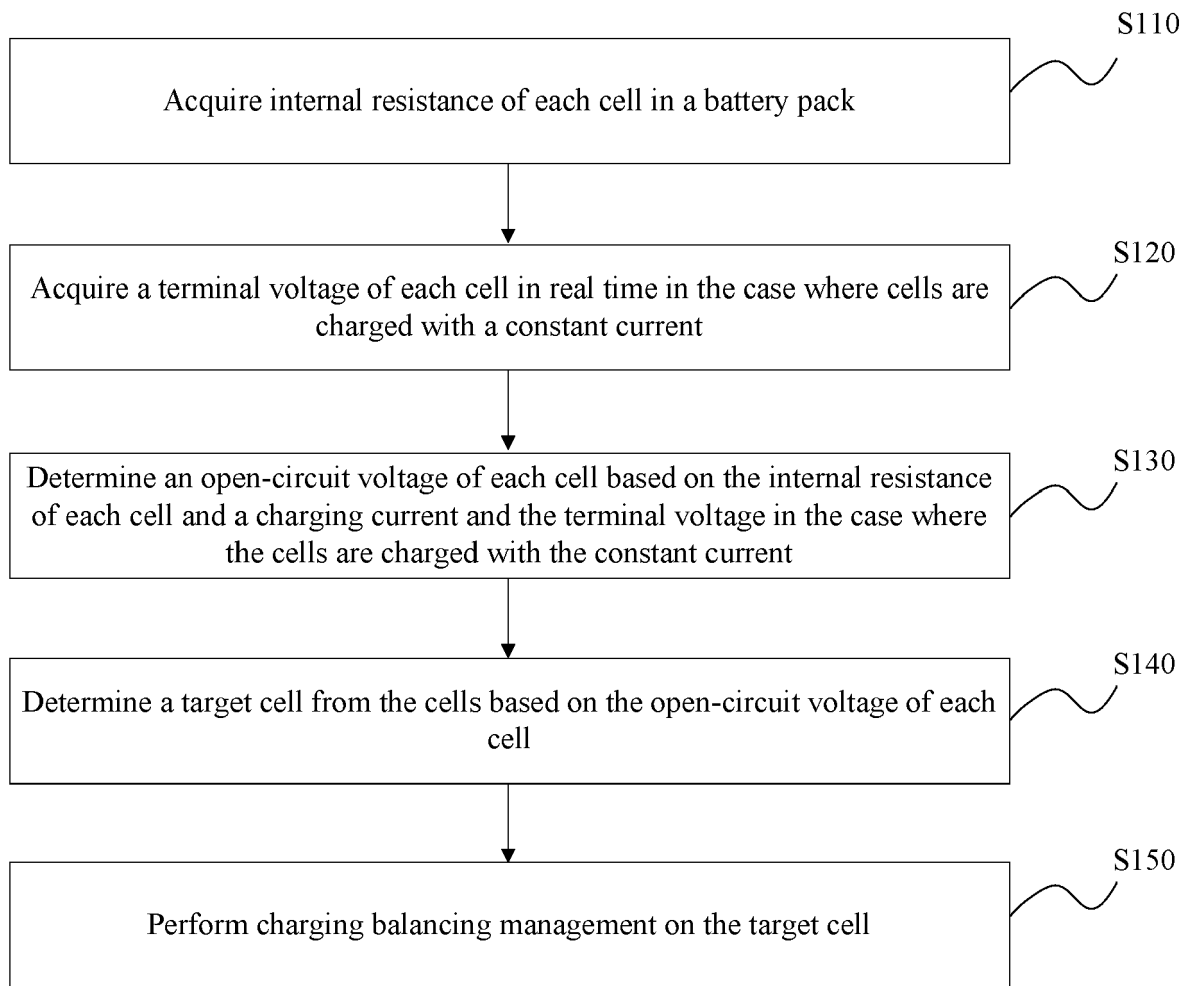 S110
Acquire internal resistance of each cell in a battery pack
S120
Acquire a terminal voltage of each cell in real time in the case where cells are
charged with a constant current
S130
Determine an open-circuit voltage of each cell based on the internal resistance
of each cell and a charging current and the terminal voltage in the case where
the cells are charged with the constant current
S140
Determine a target cell from the cells based on the open-circuit voltage of each
cell
S150
Perform charging balancing management on the target cell